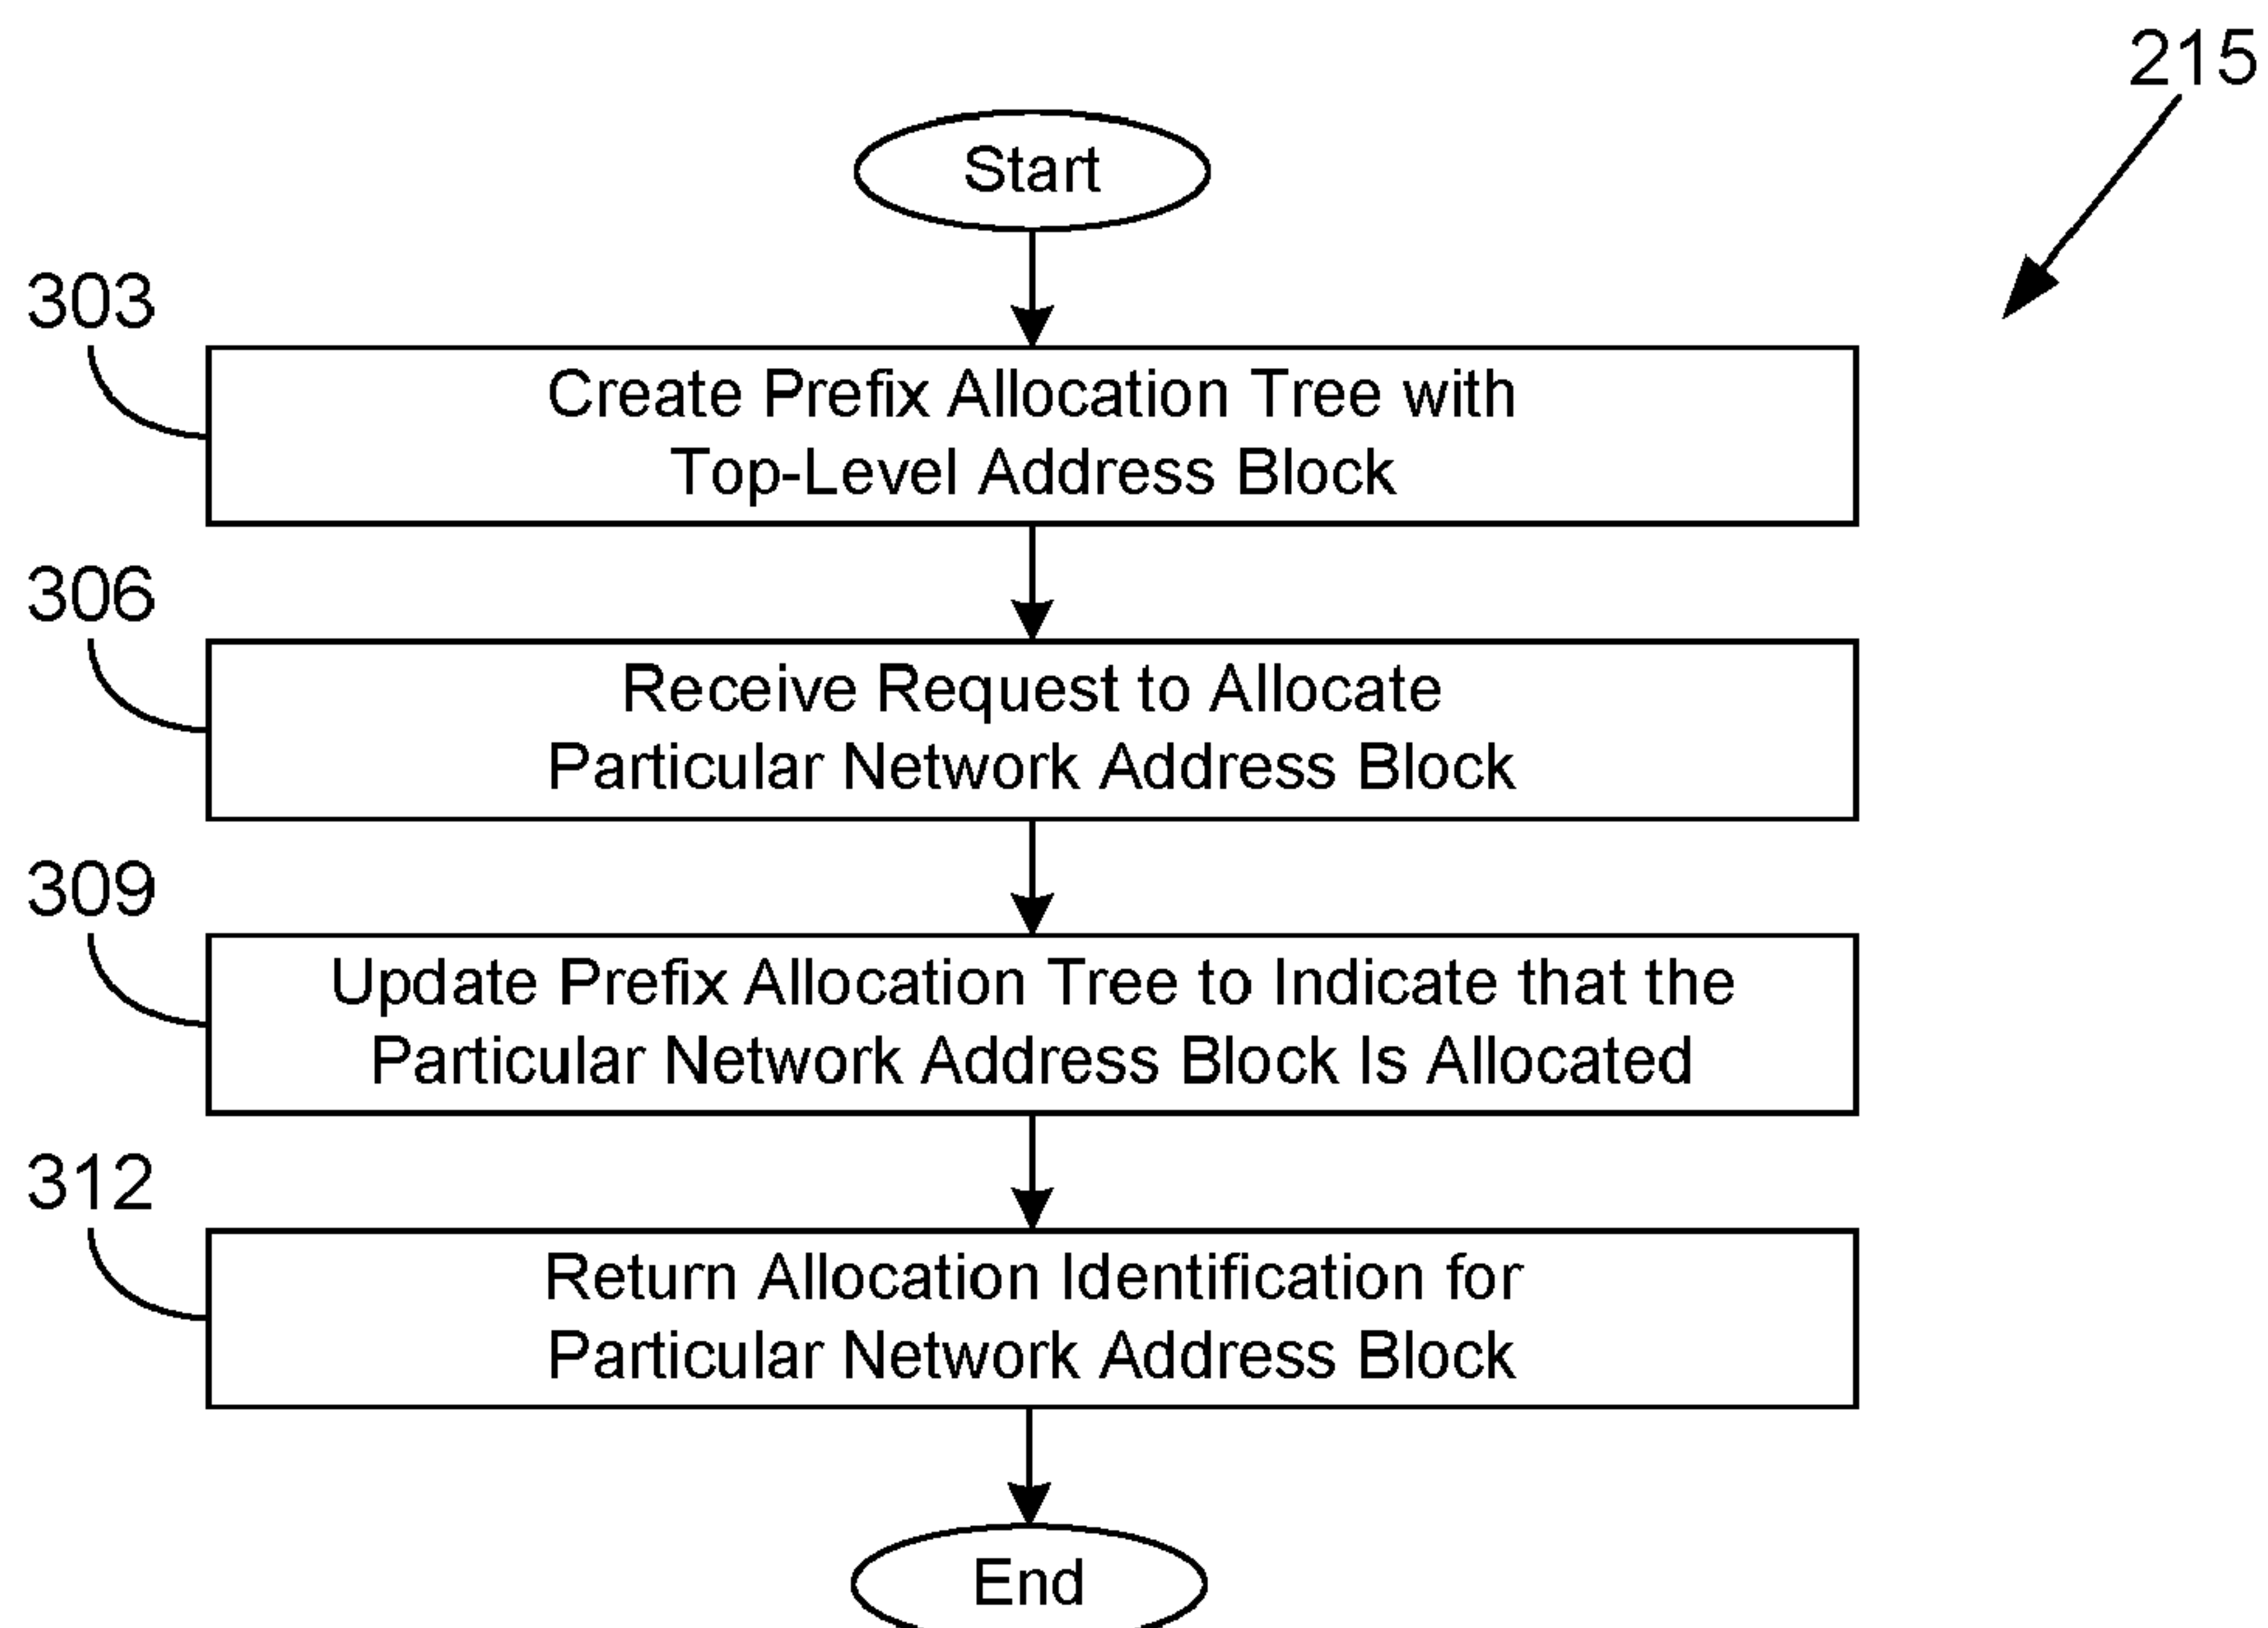 215
Start
303
Create Prefix Allocation Tree with
Top-Level Address Block
306
Receive Request to Allocate
Particular Network Address Block
309
Update Prefix Allocation Tree to Indicate that the
Particular Network Address Block Is Allocated
312
Return Allocation Identification for
Particular Network Address Block
End